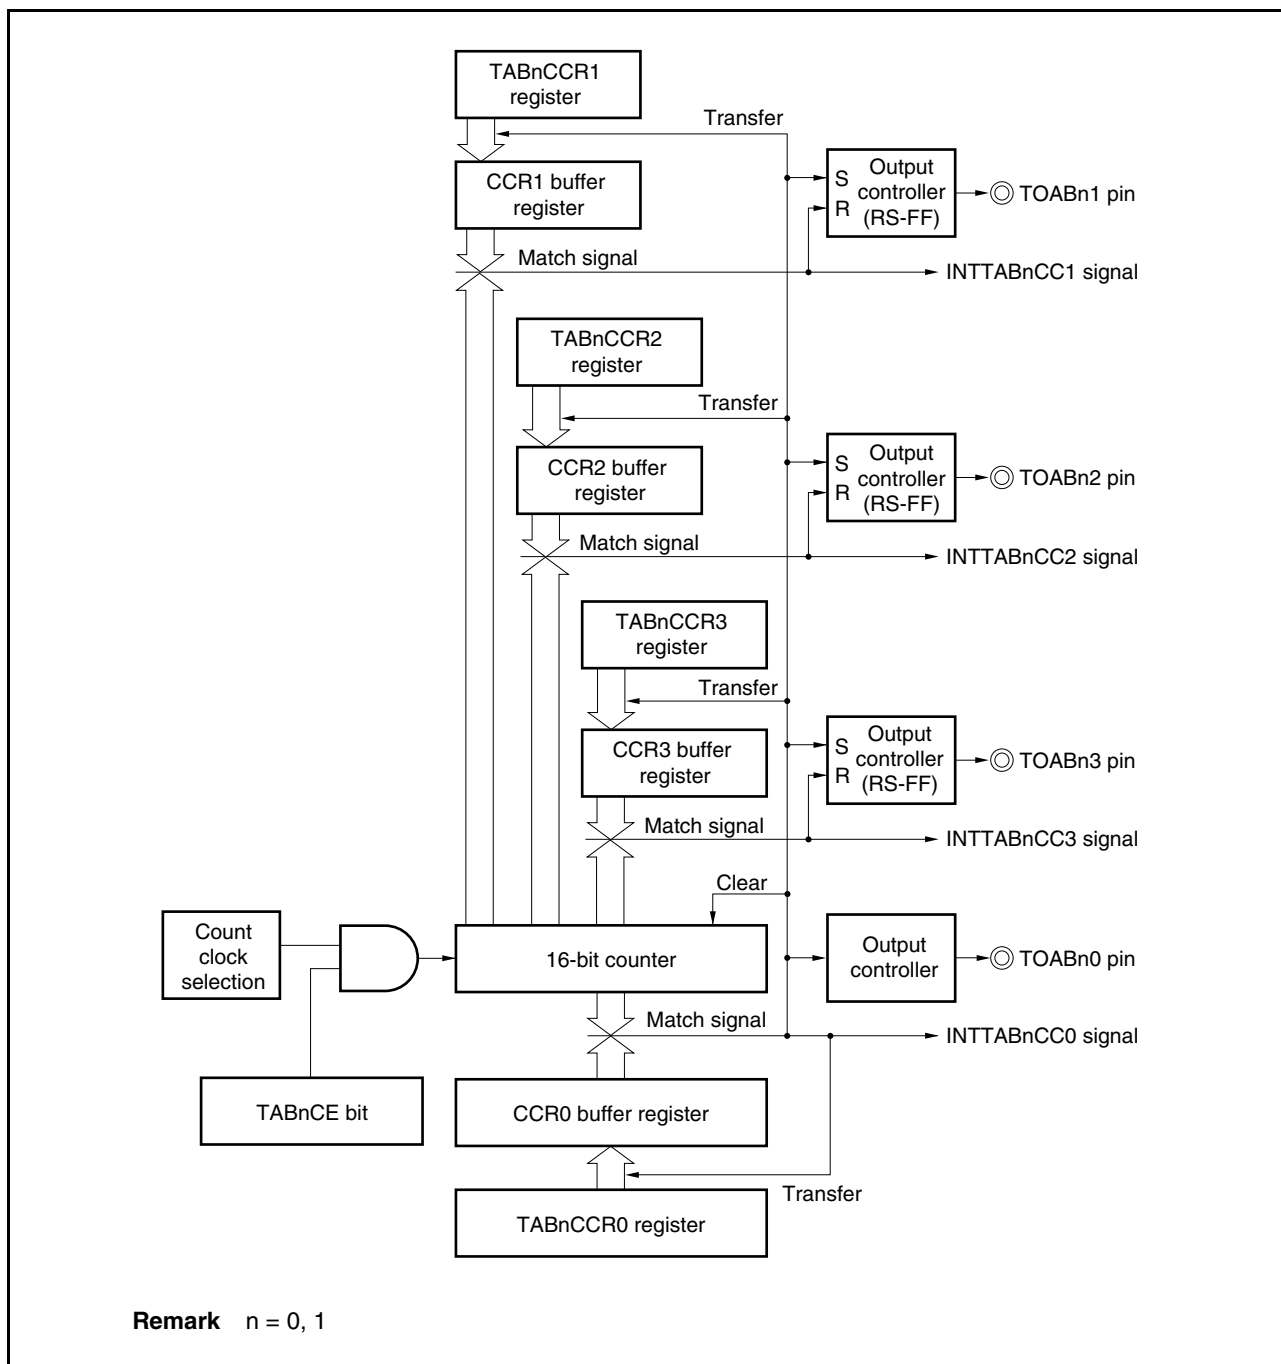 TABnCCR1
register
Transfer
CCR1 buffer
register
S
R
Output
controller
(RS-FF)
TOABn1 pin
Match signal
INTTABnCC1 signal
TABnCCR2
register
Transfer
CCR2 buffer
register
S
R
Output
controller
(RS-FF)
TOABn2 pin
Match signal
INTTABnCC2 signal
TABnCCR3
register
Transfer
CCR3 buffer
register
S
R
Output
controller
(RS-FF)
TOABn3 pin
Match signal
INTTABnCC3 signal
Clear
Count
clock
selection
16-bit counter
Output
controller
TOABn0 pin
Match signal
INTTABnCC0 signal
TABnCE bit
CCR0 buffer register
Transfer
TABnCCR0 register
Remark n = 0, 1